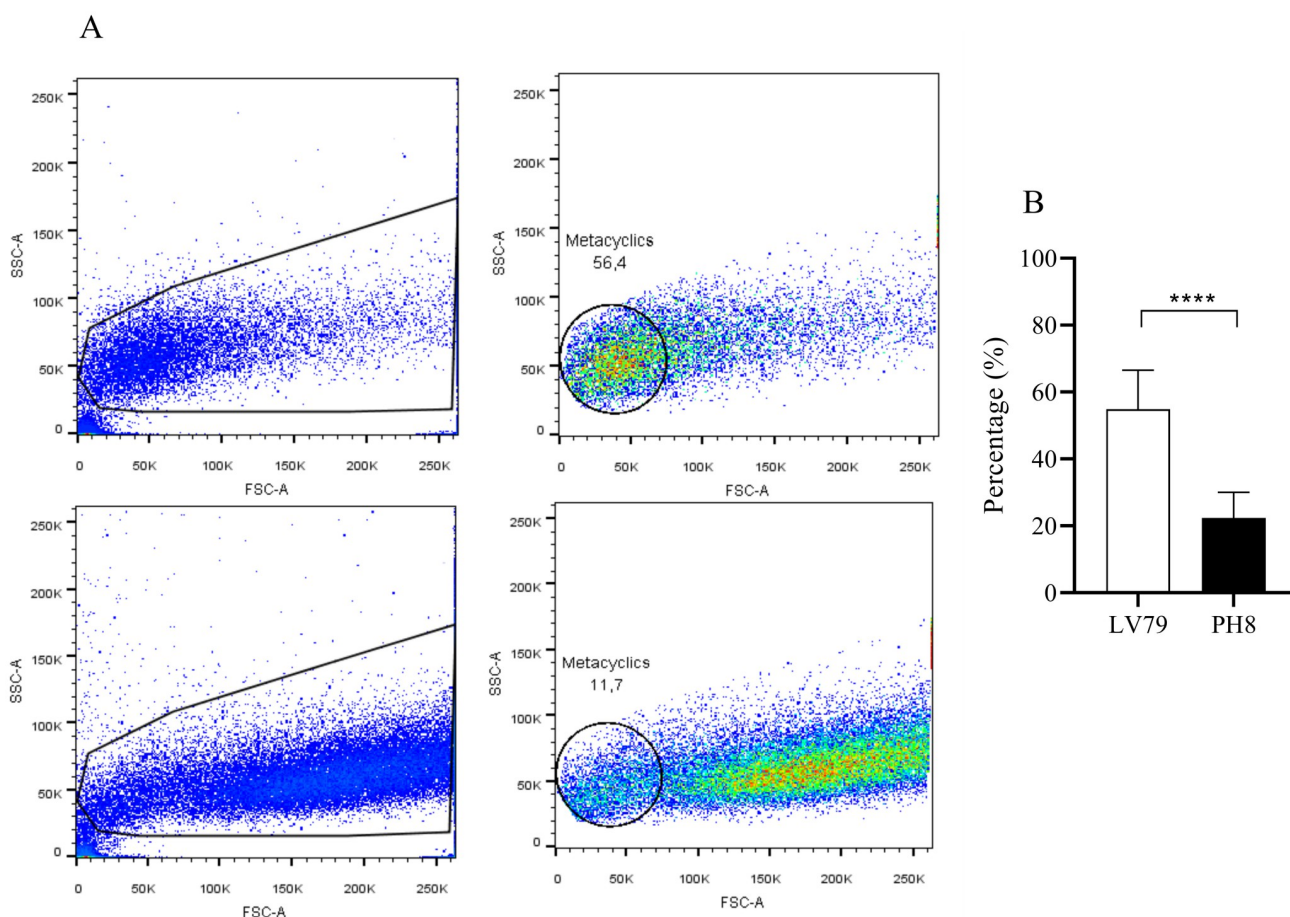 A
250K
200K
150K
100K
50K
0
SSC-A
0 50K 100K 150K 200K 250K
FSC-A
250K
200K
150K
100K
50K
0
SSC-A
Metacyclics
56,4
0 50K 100K 150K 200K 250K
FSC-A
250K
200K
150K
100K
50K
0
SSC-A
0 50K 100K 150K 200K 250K
FSC-A
250K
200K
150K
100K
50K
0
SSC-A
Metacyclics
11,7
0 50K 100K 150K 200K 250K
FSC-A
B
100
80
60
40
20
0
Percentage (%)
****
LV79 PH8